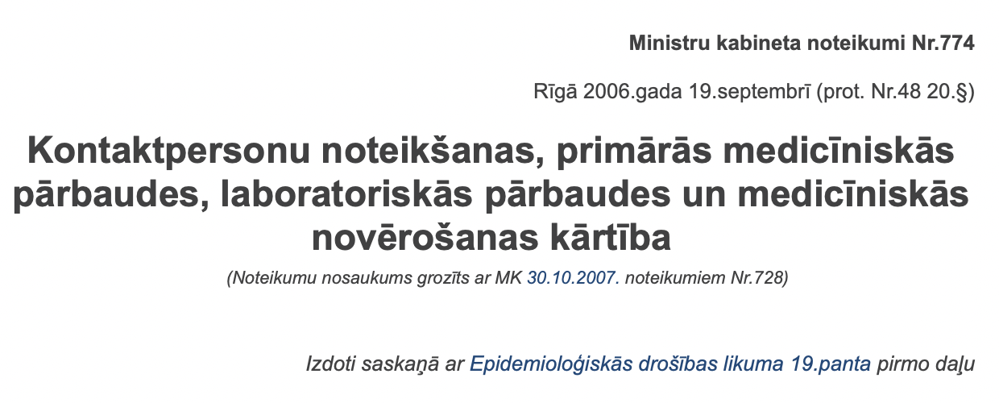 Ministru kabineta noteikumi Nr.774
Rīgā 2006.gada 19.septembrī (prot. Nr.48 20.§)
Kontaktpersonu noteikšanas, primārās medicīniskās
pārbaudes, laboratoriskās pārbaudes un medicīniskās
novērošanas kārtība
(Noteikumu nosaukums grozīts ar MK 30.10.2007. noteikumiem Nr.728)
Izdoti saskaņā ar Epidemioloģiskās drošības likuma 19.panta pirmo daļu